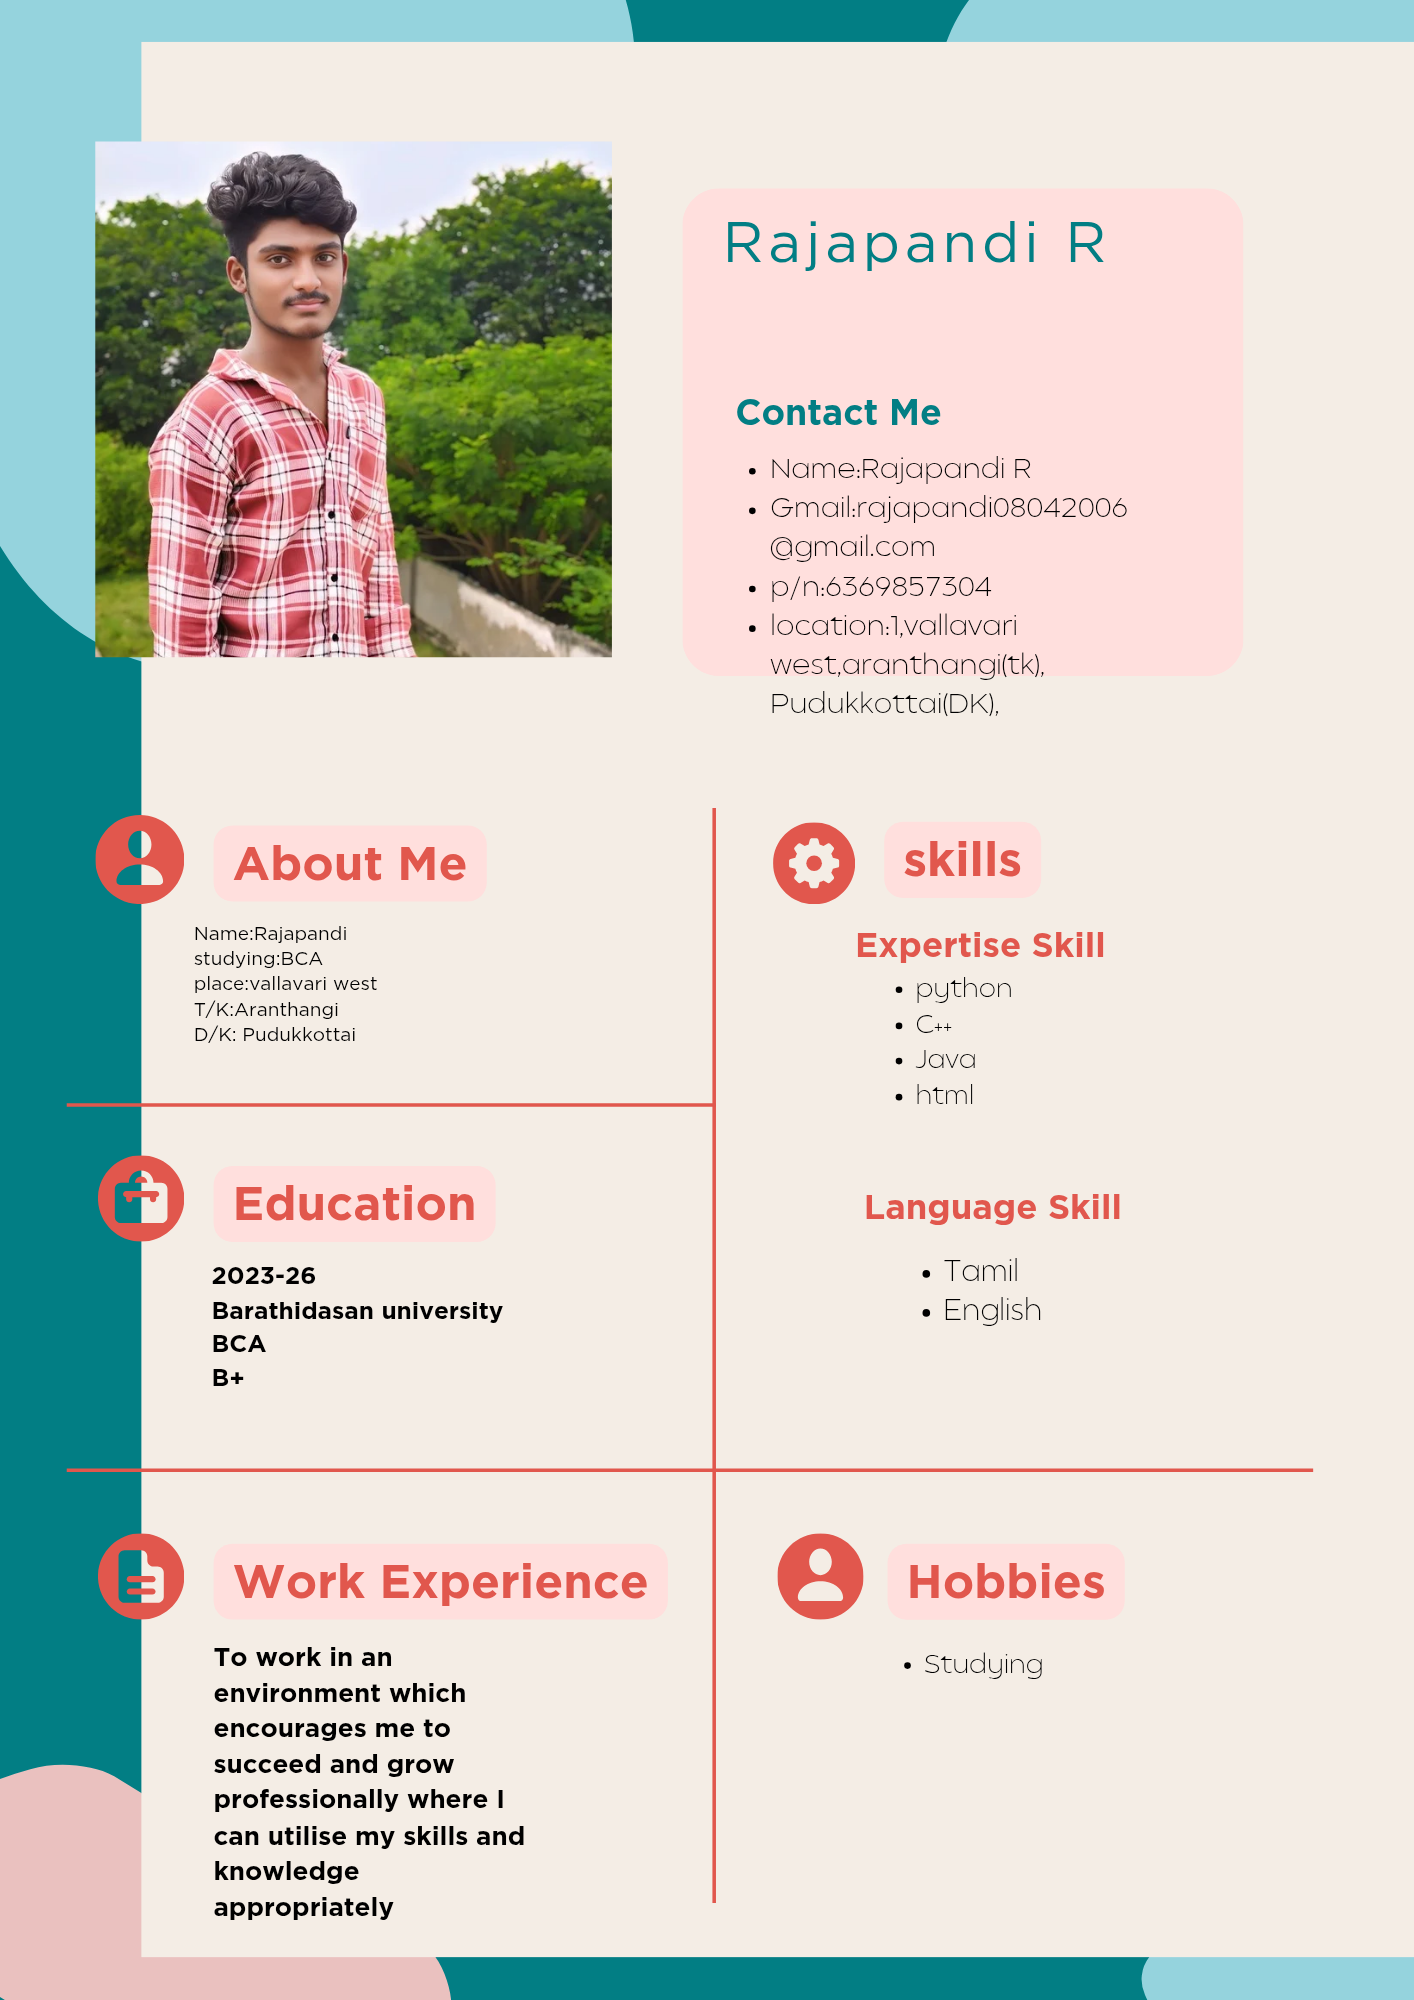 Rajapandi R
Contact Me
Name:Rajapandi R
Gmail:rajapandi08042006
@gmail.com
p/n:6369857304
location:1,vallavari
west,aranthangi(tk),
Pudukkottai(DK),
About Me
Name:Rajapandi
studying:BCA
place:vallavari west
T/K:Aranthangi
D/K: Pudukkottai
Education
2023-26
Barathidasan university
BCA
B+
Work Experience
To work in an
environment which
encourages me to
succeed and grow
professionally where I
can utilise my skills and
knowledge
appropriately
skills
Expertise Skill
python
C++
Java
html
Language Skill
Tamil
English
Hobbies
Studying